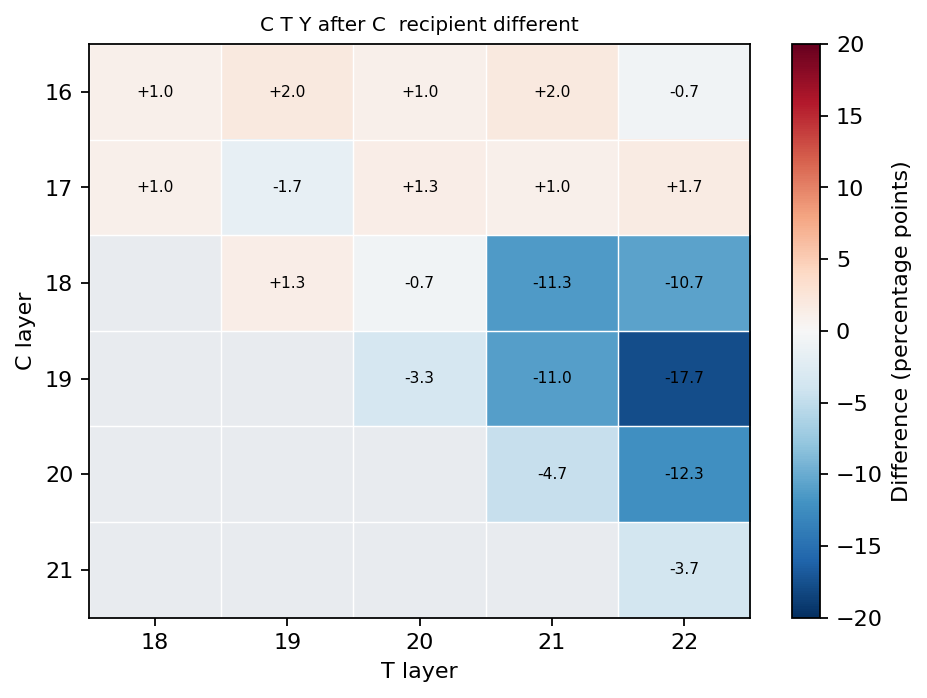 C T Y after C  recipient different
C layer
16 +1.0 +2.0 +1.0 +2.0 -0.7
17 +1.0 -1.7 +1.3 +1.0 +1.7
18 +1.3 -0.7 -11.3 -10.7
19 -3.3 -11.0 -17.7
20 -4.7 -12.3
21 -3.7
18 19 20 21 22
T layer
20
15
10
5
0
−5
−10
−15
−20
Difference (percentage points)